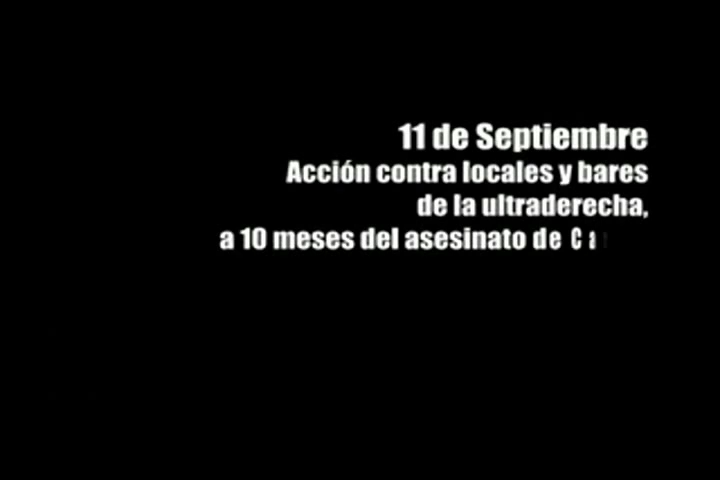 11 de Septiembre
Acción contra locales y bares
de la ultraderecha,
a 10 meses del asesinato de